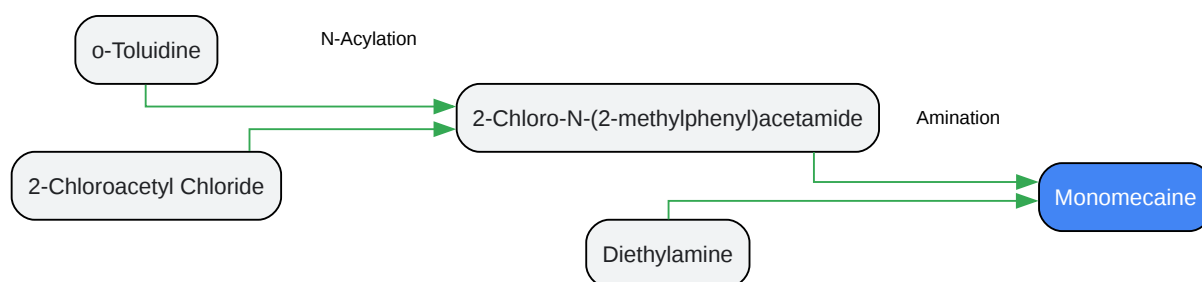 o-Toluidine
N-Acylation
2-Chloroacetyl Chloride
2-Chloro-N-(2-methylphenyl)acetamide
Amination
Diethylamine
Monomecaine